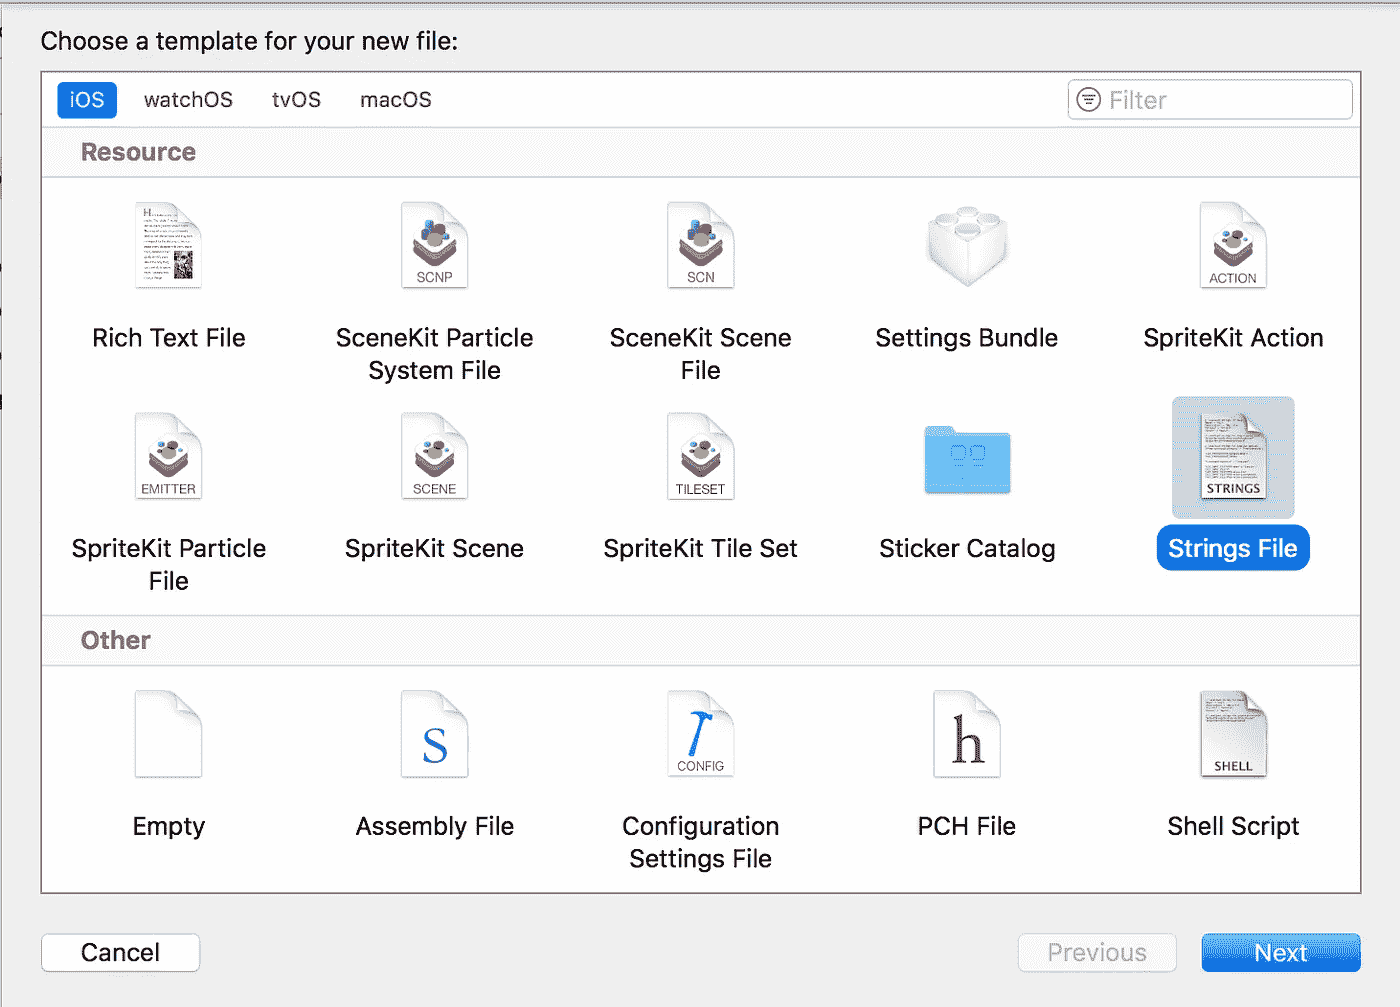 Choose a template for your new file:
iOS watchOS tvOS macOS Filter
Resource
SCNP SCN ACTION
Rich Text File SceneKit Particle SceneKit Scene Settings Bundle SpriteKit Action
System File File
EMITTER SCENE TILESET STRINGS
SpriteKit Particle SpriteKit Scene SpriteKit Tile Set Sticker Catalog Strings File
File
Other
S CONFIG h SHELL
Empty Assembly File Configuration PCH File Shell Script
Settings File
Cancel Previous Next